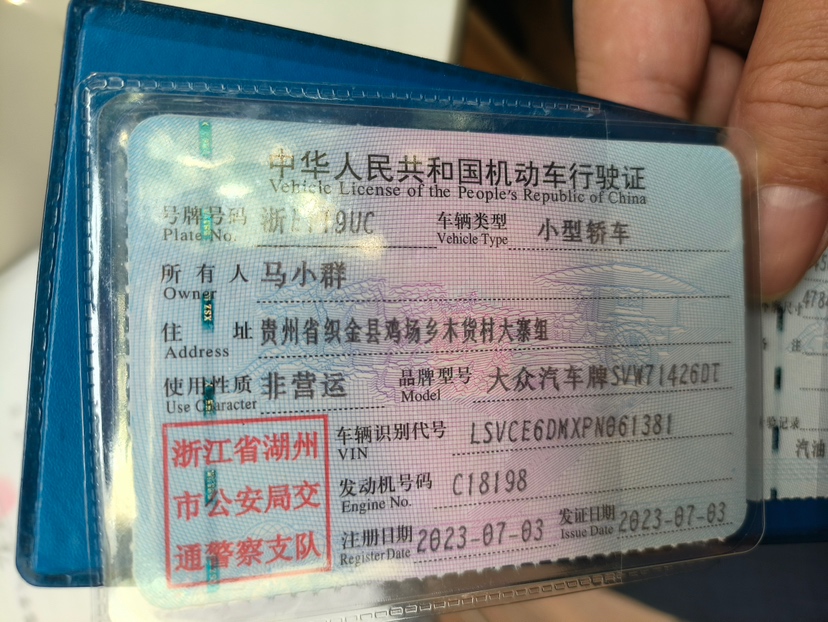 中华人民共和国机动车行驶证
Vehicle License of the People's Republic of China
号牌号码
Plate No.
车辆类型 小型轿车
Vehicle Type
所有人 马小群
Owner
住址 贵州省织金县鸡场乡木货村大寨组
Address
使用性质 非营运
Use Character
品牌型号 大众汽车牌SVW71426DT
Model
浙江省湖州
市公安局交
通警察支队
车辆识别代号 LSVCE6DMXPN061381
VIN
发动机号码 C18198
Engine No.
注册日期 2023-07-03
Register Date
发证日期 2023-07-03
Issue Date
汽油